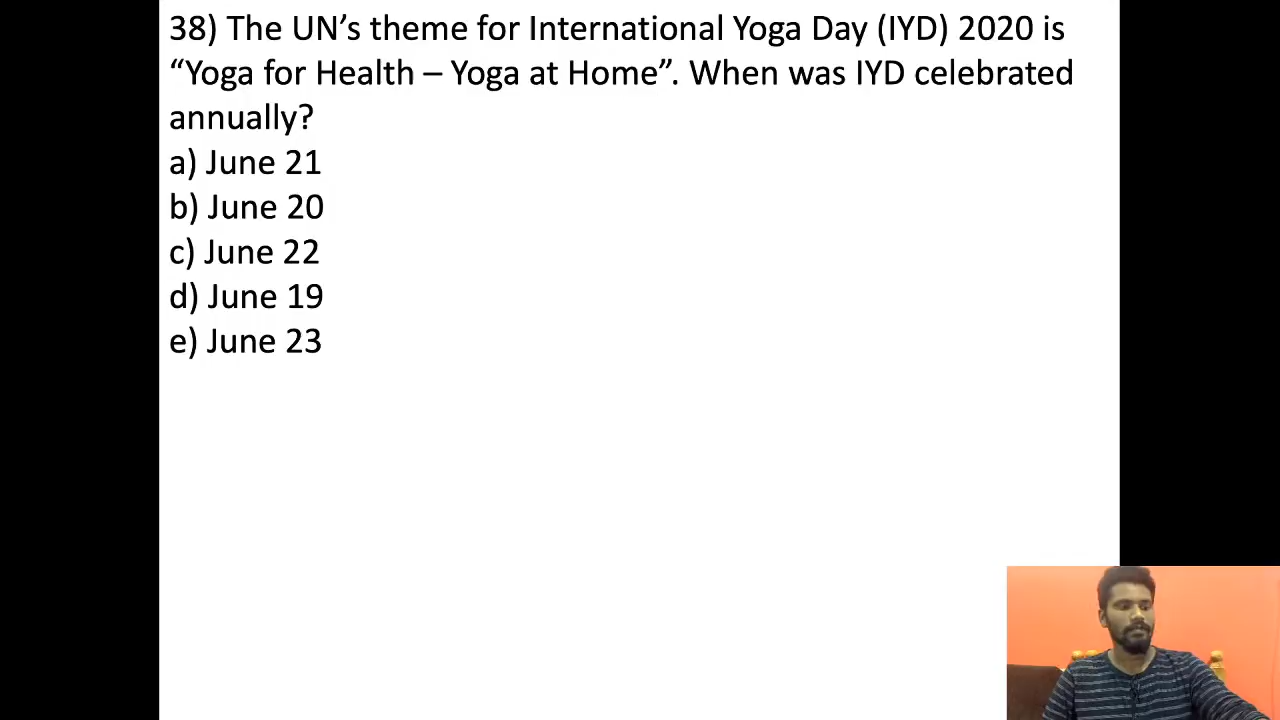 38) The UN’s theme for International Yoga Day (IYD) 2020 is
“Yoga for Health – Yoga at Home”. When was IYD celebrated
annually?
a) June 21
b) June 20
c) June 22
d) June 19
e) June 23